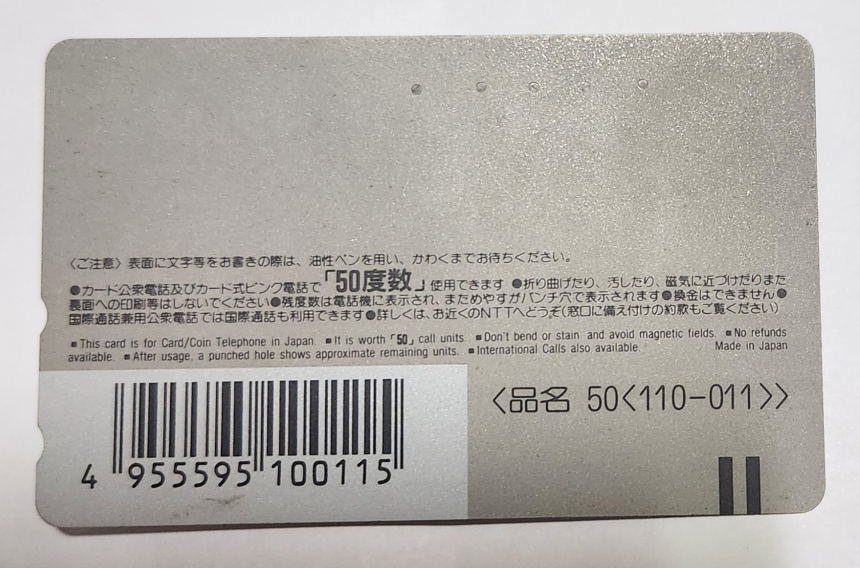 〈ご注意〉表面に文字等をお書きの際は、油性ペンを用い、かわくまでお待ちください。
●カード公衆電話及びカード式ピンク電話で「50度数」使用できます ●折り曲げたり、汚したり、磁気に近づけたりまた
裏面への印刷等はしないでください●残度数は電話機に表示され、まためやすがパンチ穴で表示されます●換金はできません●
国際通話兼用公衆電話では国際通話も利用できます●詳しくは、お近くのNTTへどうぞ(窓口に備え付けの約款もご覧ください)
■This card is for Card/Coin Telephone in Japan. ■It is worth「50」call units. ■Don't bend or stain and avoid magnetic fields. ■No refunds
available. ■After usage, a punched hole shows approximate remaining units. ■International Calls also available. Made in Japan
〈品名 50〈110-011〉〉
4 955595 100115